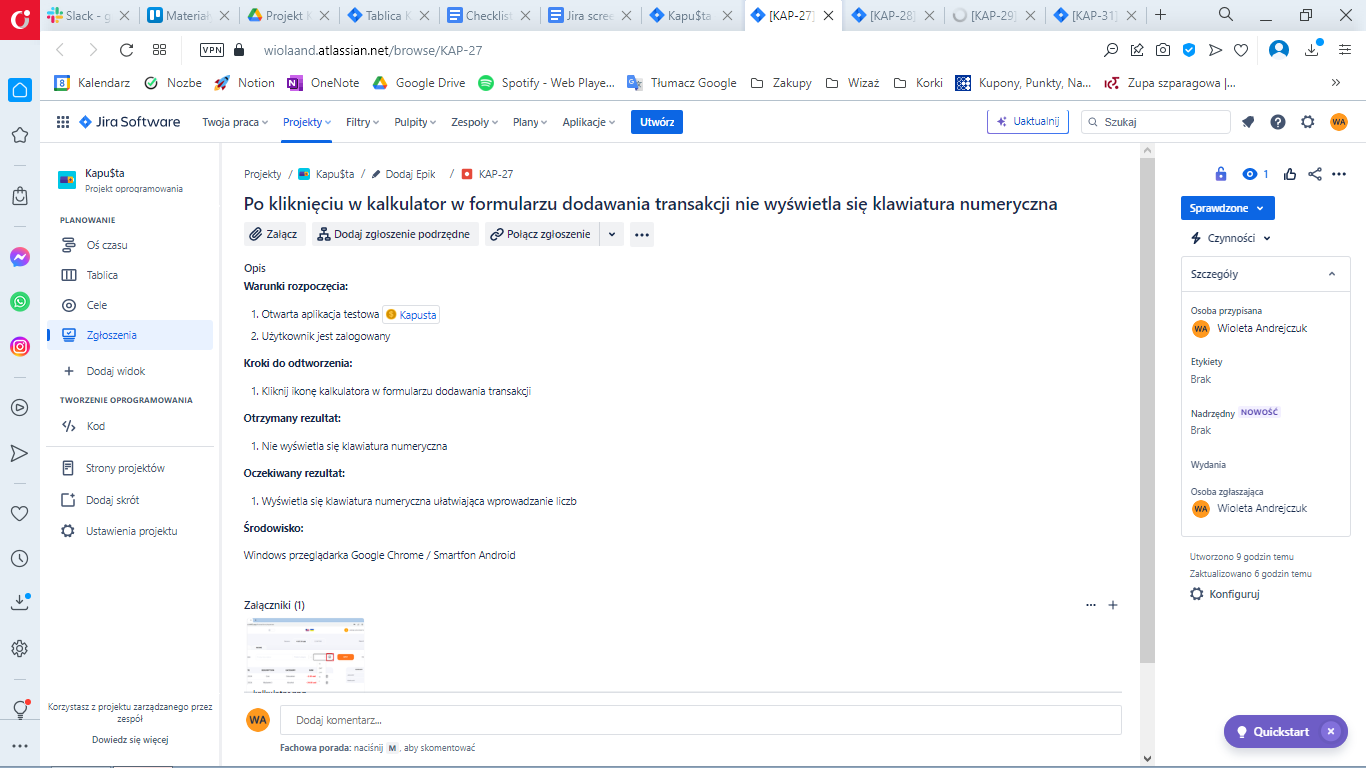 Slack - g
Materiał
Projekt K
Tablica K
Checklist
Jira scree
Kapu$ta
[KAP-27]
[KAP-28]
[KAP-29]
[KAP-31]
VPN
wiolaand.atlassian.net/browse/KAP-27
Kalendarz
Nozbe
Notion
OneNote
Google Drive
Spotify - Web Playe...
Tłumacz Google
Zakupy
Wizaż
Korki
Kupony, Punkty, Na...
Zupa szparagowa |...
Jira Software
Twoja praca
Projekty
Filtry
Pulpity
Zespoły
Plany
Aplikacje
Utwórz
Uaktualnij
Szukaj
WA
Kapu$ta
Projekt oprogramowania
PLANOWANIE
Oś czasu
Tablica
Cele
Zgłoszenia
Dodaj widok
TWORZENIE OPROGRAMOWANIA
Kod
Strony projektów
Dodaj skrót
Ustawienia projektu
Korzystasz z projektu zarządzanego przez
zespół
Dowiedz się więcej
Projekty / Kapu$ta / Dodaj Epik / KAP-27
Po kliknięciu w kalkulator w formularzu dodawania transakcji nie wyświetla się klawiatura numeryczna
Załącz
Dodaj zgłoszenie podrzędne
Połącz zgłoszenie
Opis
Warunki rozpoczęcia:
1. Otwarta aplikacja testowa Kapusta
2. Użytkownik jest zalogowany
Kroki do odtworzenia:
1. Kliknij ikonę kalkulatora w formularzu dodawania transakcji
Otrzymany rezultat:
1. Nie wyświetla się klawiatura numeryczna
Oczekiwany rezultat:
1. Wyświetla się klawiatura numeryczna ułatwiająca wprowadzanie liczb
Środowisko:
Windows przeglądarka Google Chrome / Smartfon Android
Załączniki (1)
WA
Dodaj komentarz...
Fachowa porada: naciśnij M , aby skomentować
1
Sprawdzone
Czynności
Szczegóły
Osoba przypisana
WA Wioleta Andrejczuk
Etykiety
Brak
Nadrzędny NOWOŚĆ
Brak
Wydania
Osoba zgłaszająca
WA Wioleta Andrejczuk
Utworzono 9 godzin temu
Zaktualizowano 6 godzin temu
Konfiguruj
Quickstart